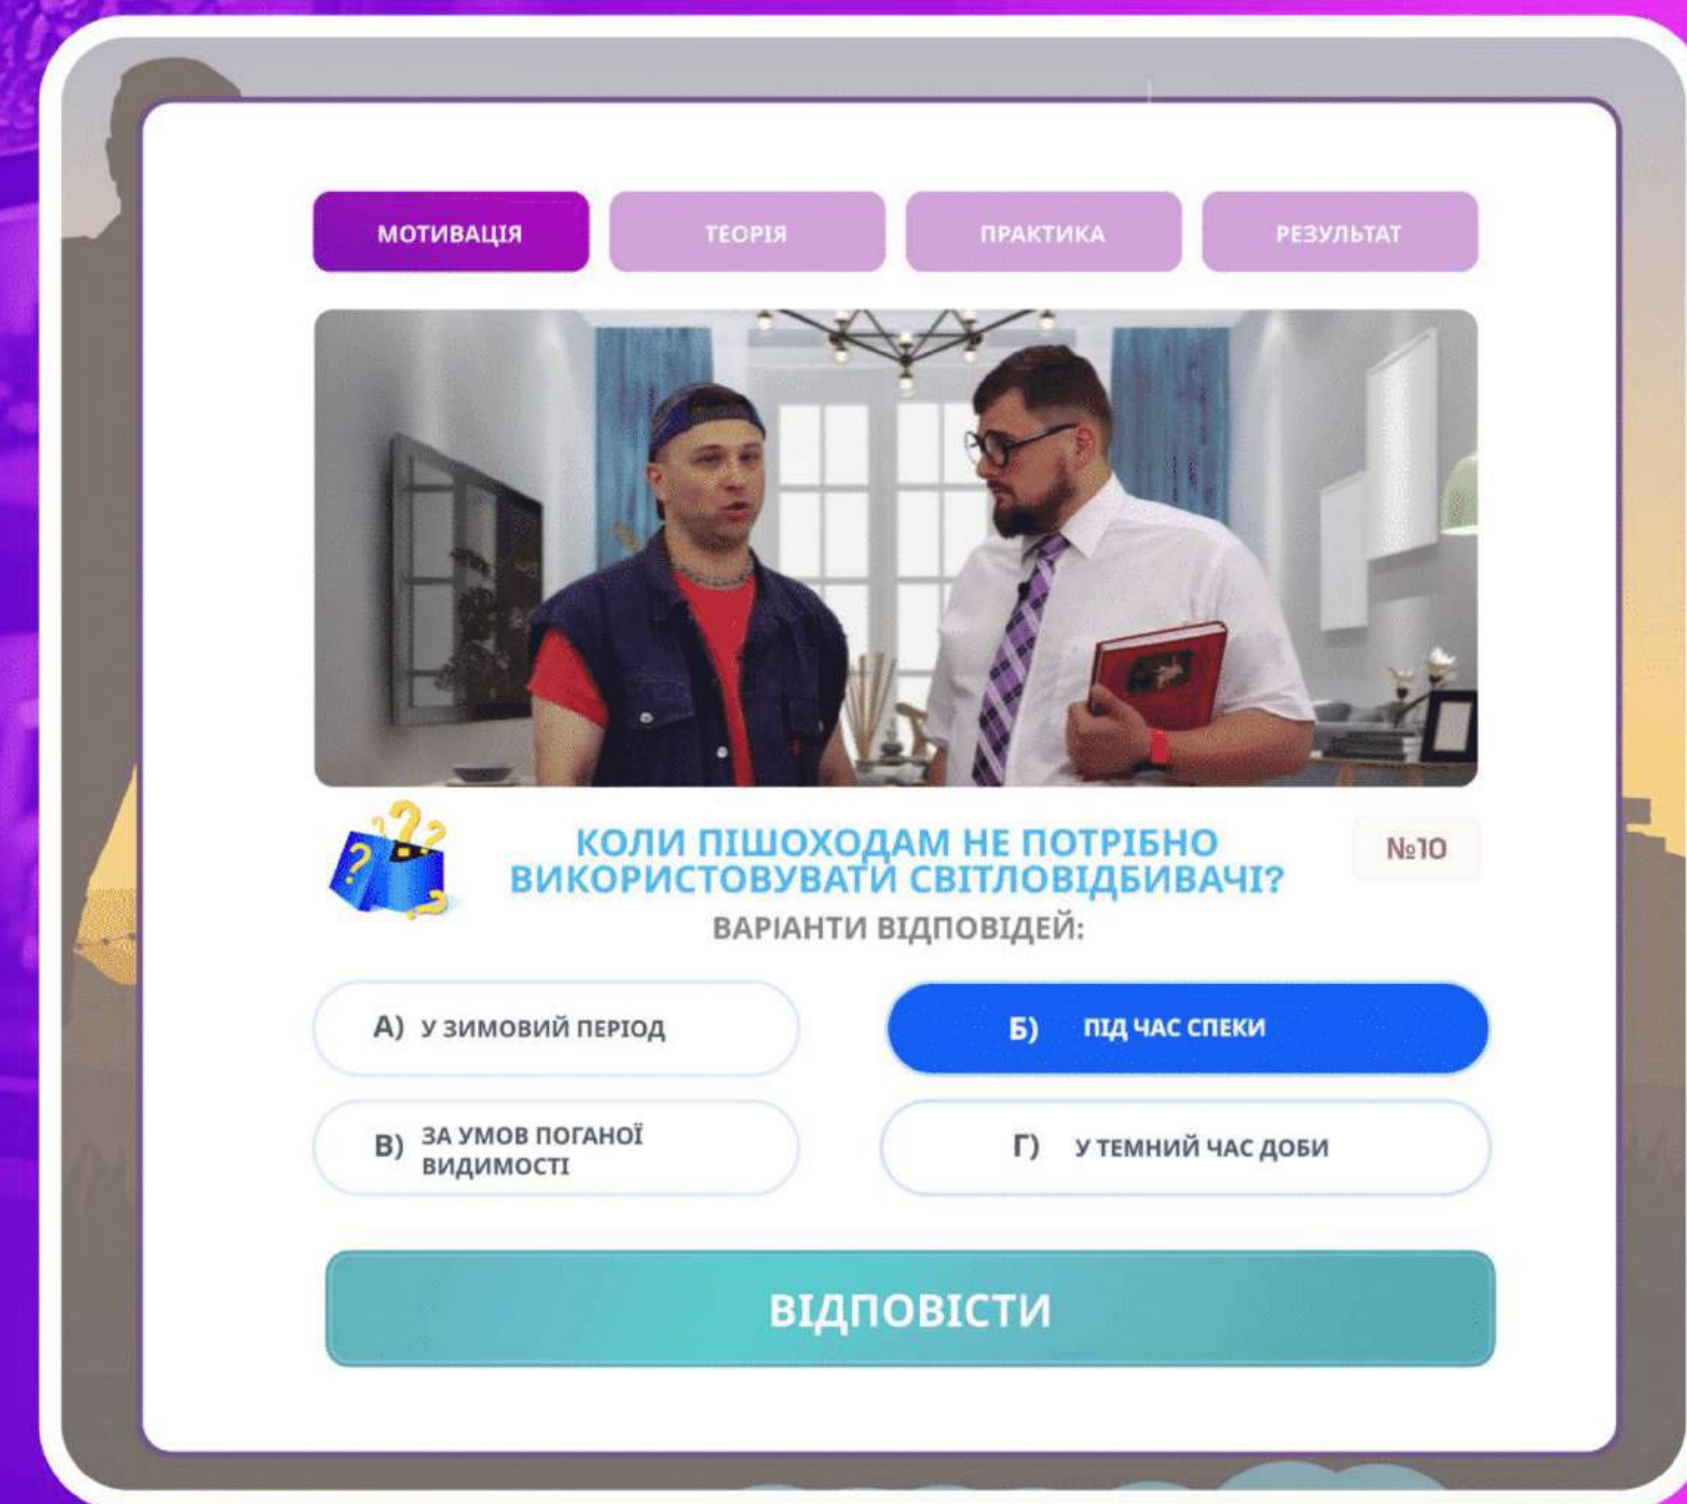 МОТИВАЦІЯ
ТЕОРІЯ
ПРАКТИКА
РЕЗУЛЬТАТ
КОЛИ ПІШОХОДАМ НЕ ПОТРІБНО
ВИКОРИСТОВУВАТИ СВІТЛОВІДБИВАЧІ?
№10
ВАРІАНТИ ВІДПОВІДЕЙ:
А) У ЗИМОВИЙ ПЕРІОД
Б) ПІД ЧАС СПЕКИ
В) ЗА УМОВ ПОГАНОЇ
ВИДИМОСТІ
Г) У ТЕМНИЙ ЧАС ДОБИ
ВІДПОВІСТИ